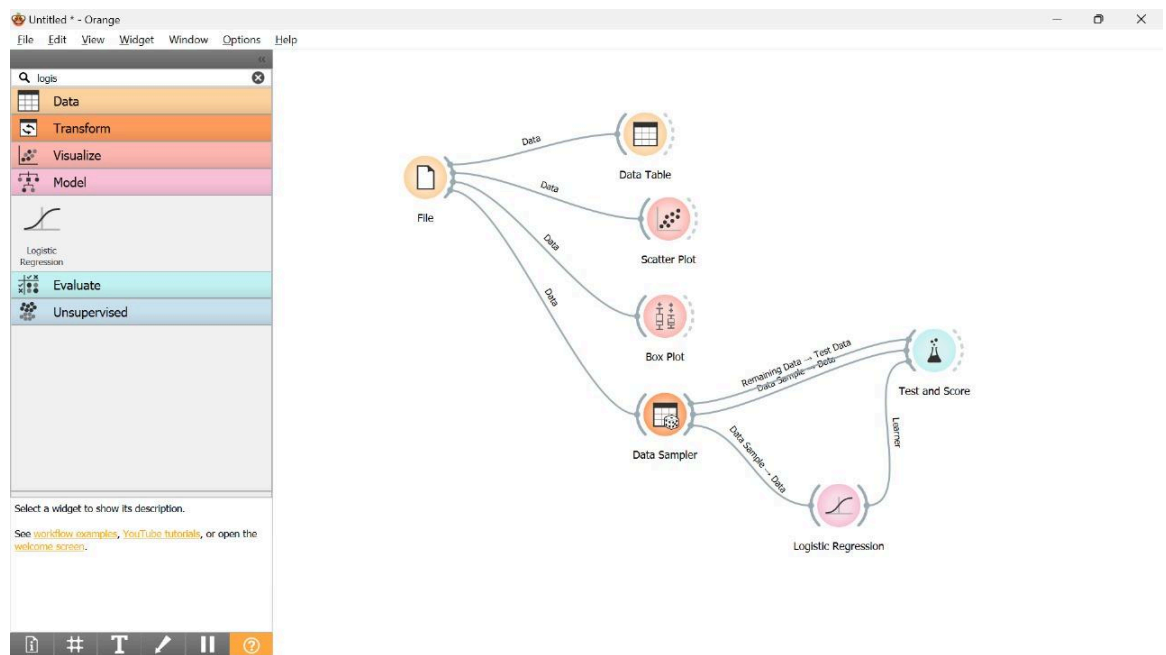 Untitled * - Orange
File Edit View Widget Window Options Help
logis
Data
Transform
Visualize
Model
Logistic
Regression
Evaluate
Unsupervised
Select a widget to show its description.
See workflow examples, YouTube tutorials, or open the
welcome screen.
File
Data
Data Table
Data
Scatter Plot
Data
Box Plot
Data
Data Sampler
Remaining Data → Test Data
Data Sample → Data
Test and Score
Data Sample → Data
Learner
Logistic Regression